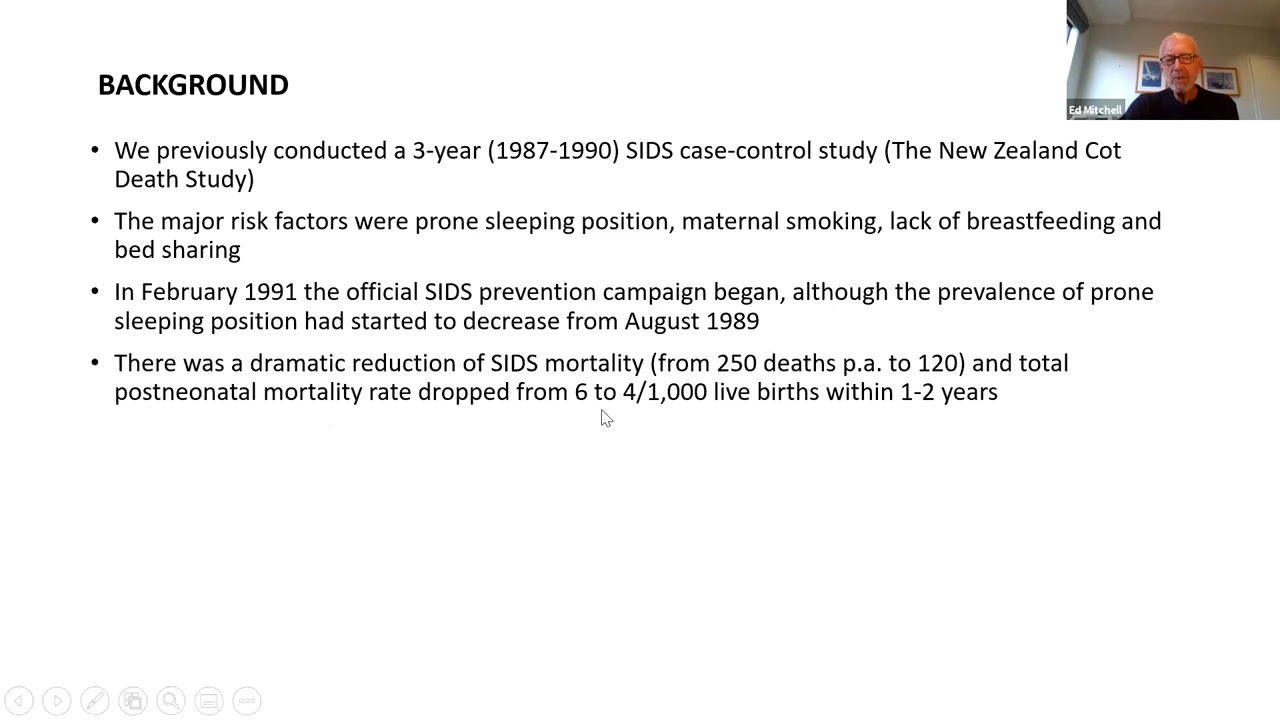 BACKGROUND
Ed Mitchell
• We previously conducted a 3-year (1987-1990) SIDS case-control study (The New Zealand Cot
Death Study)
• The major risk factors were prone sleeping position, maternal smoking, lack of breastfeeding and
bed sharing
• In February 1991 the official SIDS prevention campaign began, although the prevalence of prone
sleeping position had started to decrease from August 1989
• There was a dramatic reduction of SIDS mortality (from 250 deaths p.a. to 120) and total
postneonatal mortality rate dropped from 6 to 4/1,000 live births within 1-2 years